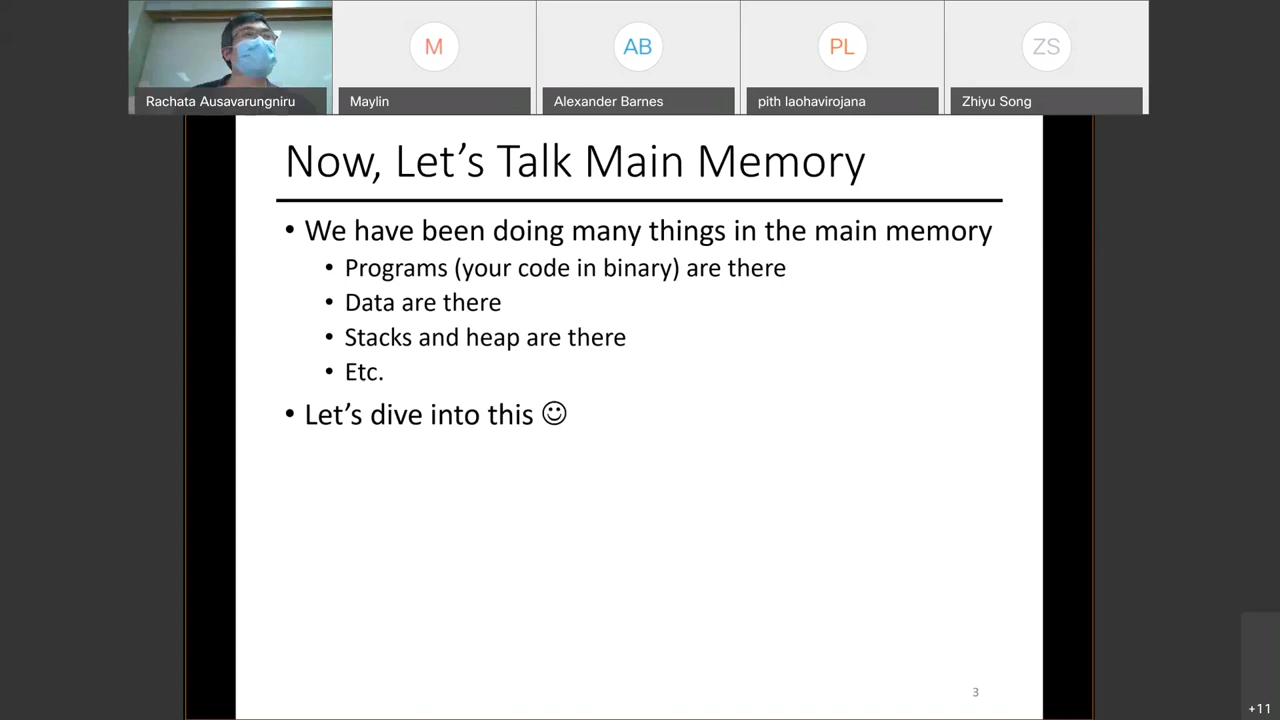 M
AB
PL
ZS
Rachata Ausavarungniru
Maylin
Alexander Barnes
pith laohavirojana
Zhiyu Song
Now, Let's Talk Main Memory
• We have been doing many things in the main memory
• Programs (your code in binary) are there
• Data are there
• Stacks and heap are there
• Etc.
• Let's dive into this ☺
3
+11